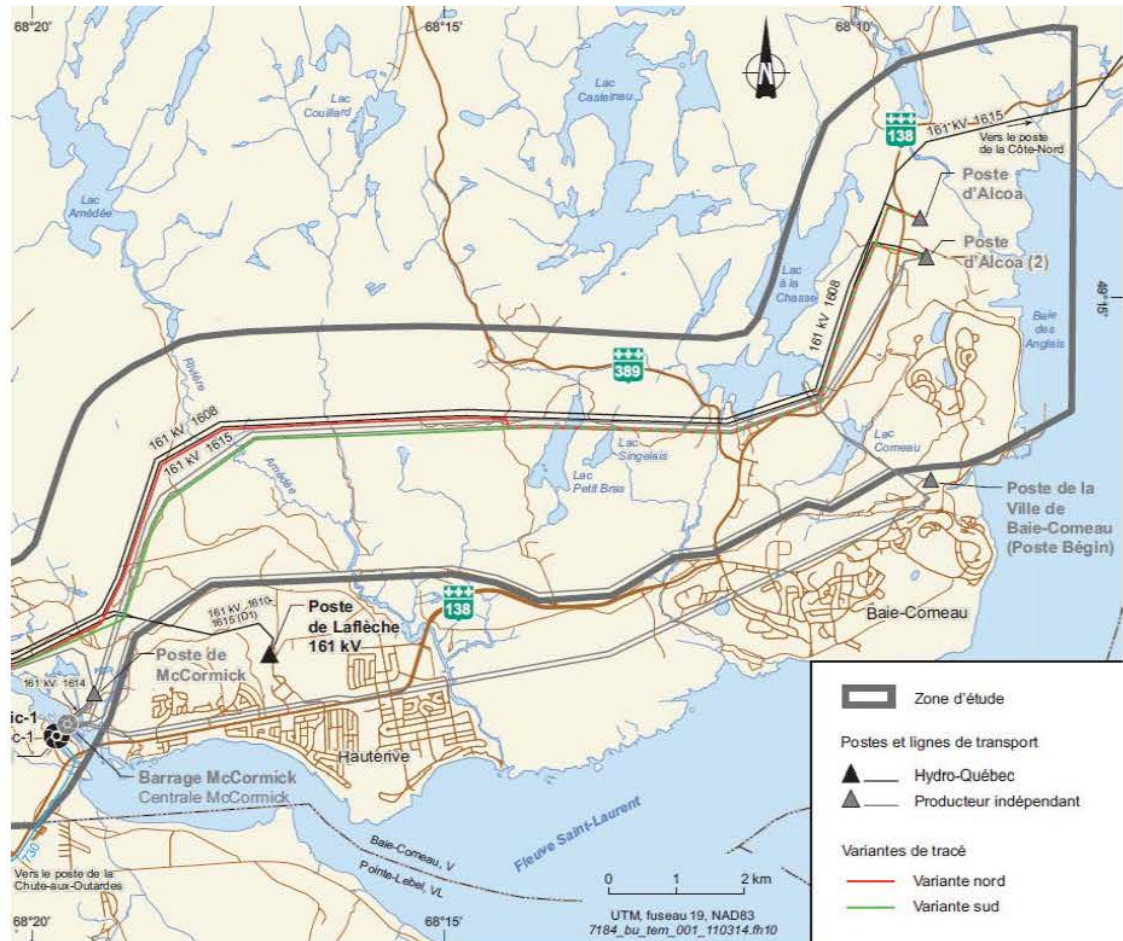 68°20'
68°15'
68°10'
Lac
Couillard
Lac
Casteinau
N
138
161 kV 1615
Vers le poste
de la Côte-Nord
Poste
d'Alcoa
Lac
Amédée
Poste
d'Alcoa (2)
Lac
à la
Chasse
49°15'
Baie
des
Anglais
161 kV 1608
Rivière
389
161 kV 1608
161 kV 1615
Lac
Singelais
Lac
Comeau
Amédée
Lac
Petit Bras
Poste de la
Ville de
Baie-Comeau
(Poste Bégin)
161 kV 1610-
1615 (D1)
138
Poste
de Laflèche
161 kV
Baie-Comeau
Poste de
McCormick
161 kV 1614
ic-1
c-1
Hauterive
Barrage McCormick
Centrale McCormick
Fleuve Saint-Laurent
730
Baie-Comeau, V
Pointe-Lebel, VL
Vers le poste de la
Chute-aux-Outardes
0 1 2 km
68°20'
68°15'
UTM, fuseau 19, NAD83
7184_bu_tem_001_110314.fh10
Zone d'étude
Postes et lignes de transport
Hydro-Québec
Producteur indépendant
Variantes de tracé
Variante nord
Variante sud